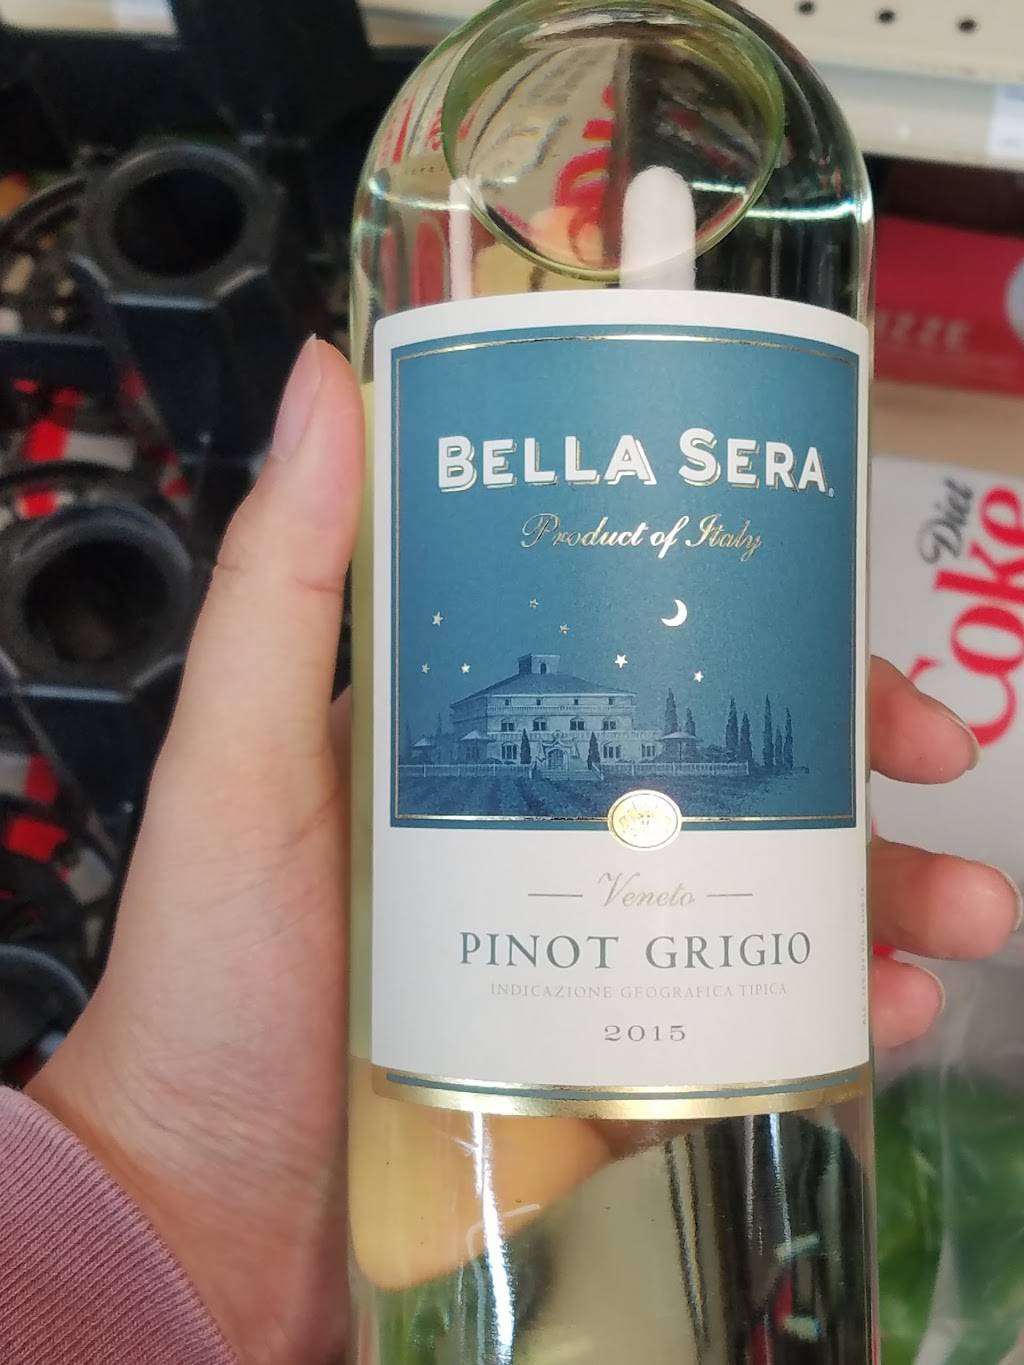 BELLA SERA
Product of Italy
Veneto
PINOT GRIGIO
INDICAZIONE GEOGRAFICA TIPICA
2015
Diet
Coke